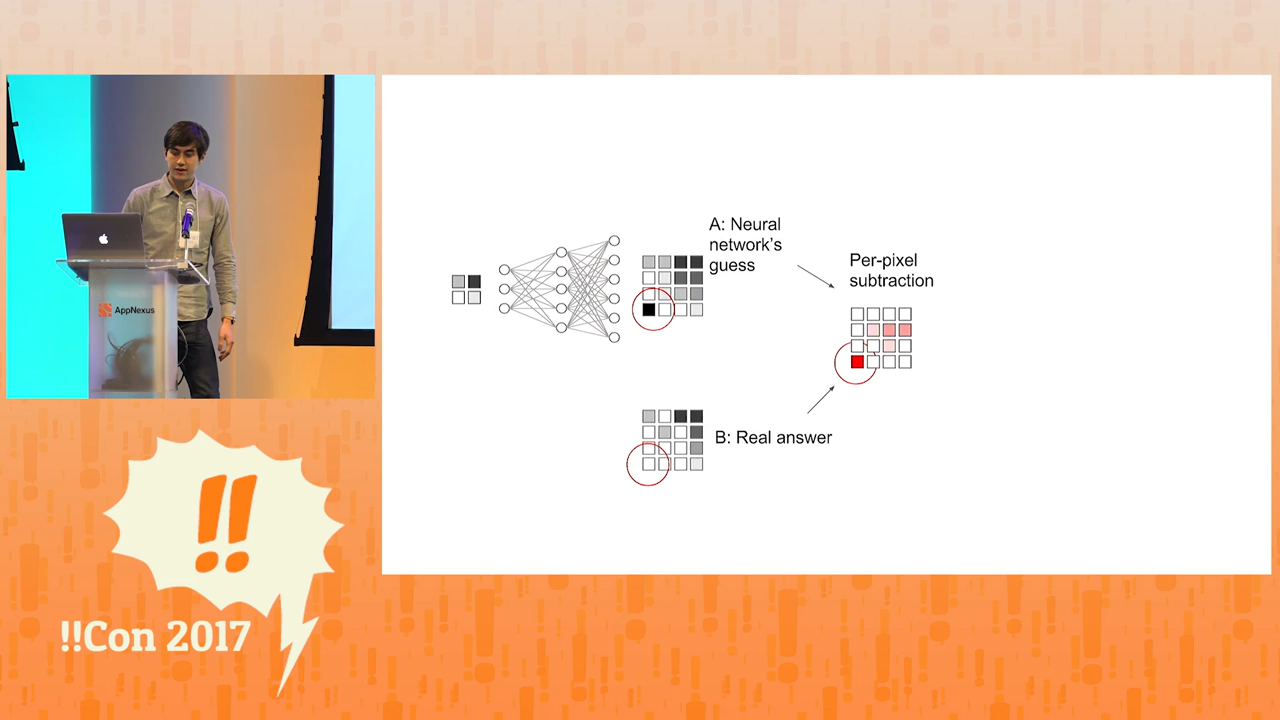 A: Neural
network's
guess
Per-pixel
subtraction
B: Real answer
AppNexus
!!
!!Con 2017